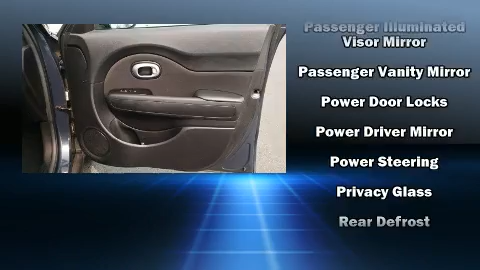 Passenger Illuminated
Visor Mirror
Passenger Vanity Mirror
Power Door Locks
Power Driver Mirror
Power Steering
Privacy Glass
Rear Defrost